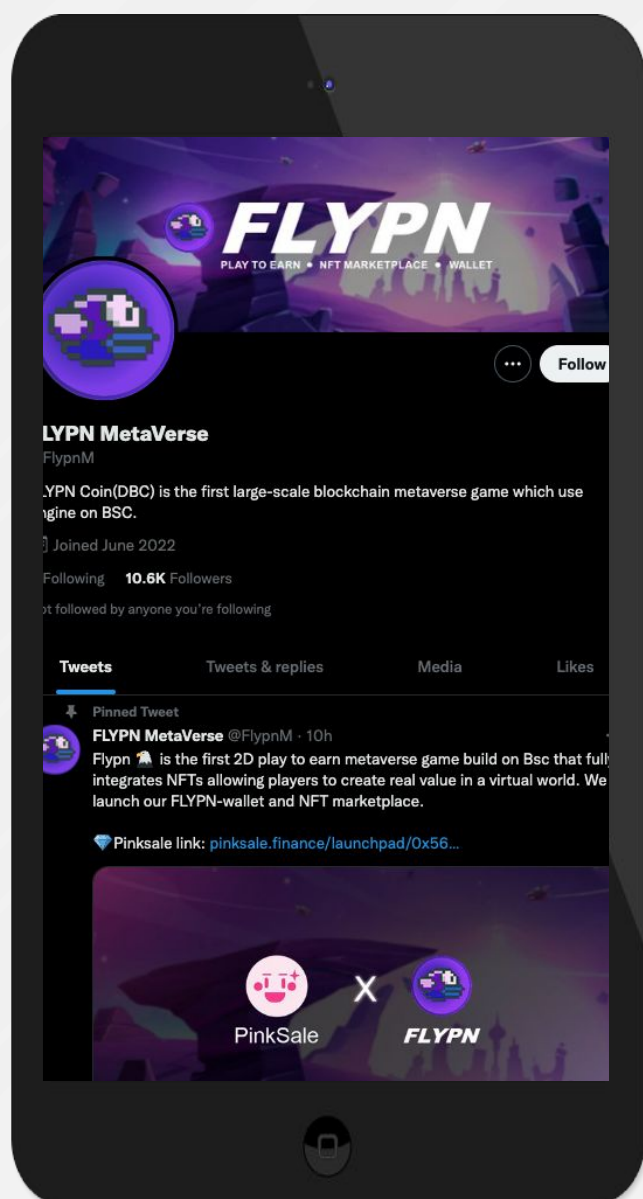 FLYPN
PLAY TO EARN • NFT MARKETPLACE • WALLET
Follow
LYPN MetaVerse
FlypnM
LYPN Coin(DBC) is the first large-scale blockchain metaverse game which use
ngine on BSC.
Joined June 2022
Following 10.6K Followers
ot followed by anyone you're following
Tweets Tweets & replies Media Likes
Pinned Tweet
FLYPN MetaVerse @FlypnM · 10h
Flypn 🦅 is the first 2D play to earn metaverse game build on Bsc that fully
integrates NFTs allowing players to create real value in a virtual world. We
launch our FLYPN-wallet and NFT marketplace.
💎Pinksale link: pinksale.finance/launchpad/0x56...
X
PinkSale FLYPN